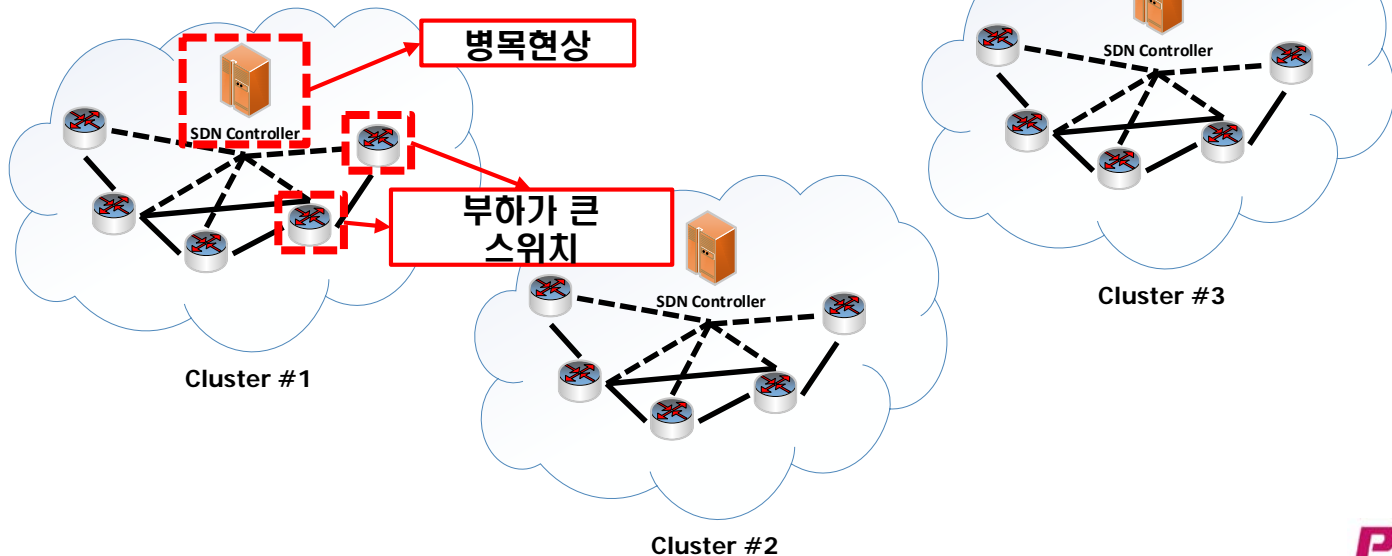 병목현상
SDN Controller
부하가 큰
스위치
Cluster #1
SDN Controller
Cluster #2
SDN Controller
Cluster #3